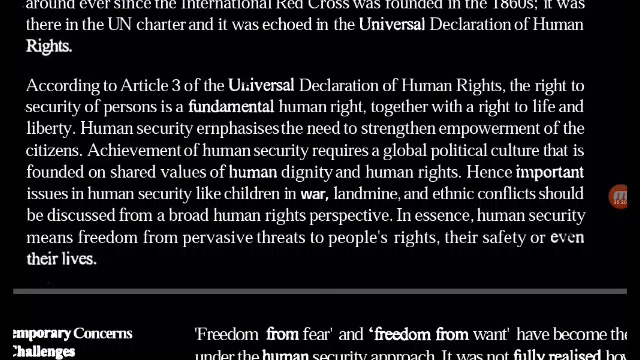 around ever since the International Red Cross was founded in the 1860s; it was
there in the UN charter and it was echoed in the Universal Declaration of Human
Rights.
According to Article 3 of the Universal Declaration of Human Rights, the right to
security of persons is a fundamental human right, together with a right to life and
liberty. Human security emphasises the need to strengthen empowerment of the
citizens. Achievement of human security requires a global political culture that is
founded on shared values of human dignity and human rights. Hence important
issues in human security like children in war, landmine, and ethnic conflicts should
be discussed from a broad human rights perspective. In essence, human security
means freedom from pervasive threats to people's rights, their safety or even
their lives.
emporary Concerns
Challenges
'Freedom from fear' and 'freedom from want' have become the
under the human security approach. It was not fully realised